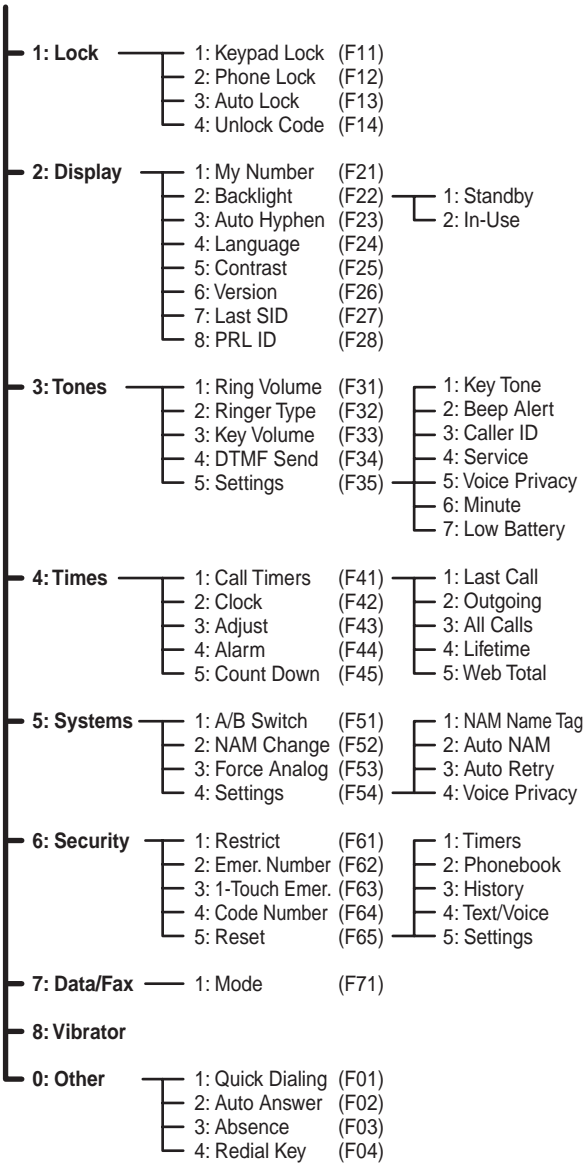 1: Lock 1: Keypad Lock (F11)
2: Phone Lock (F12)
3: Auto Lock (F13)
4: Unlock Code (F14)
2: Display 1: My Number (F21)
2: Backlight (F22) 1: Standby
3: Auto Hyphen (F23) 2: In-Use
4: Language (F24)
5: Contrast (F25)
6: Version (F26)
7: Last SID (F27)
8: PRL ID (F28)
3: Tones 1: Ring Volume (F31) 1: Key Tone
2: Ringer Type (F32) 2: Beep Alert
3: Key Volume (F33) 3: Caller ID
4: DTMF Send (F34) 4: Service
5: Settings (F35) 5: Voice Privacy
6: Minute
7: Low Battery
4: Times 1: Call Timers (F41) 1: Last Call
2: Clock (F42) 2: Outgoing
3: Adjust (F43) 3: All Calls
4: Alarm (F44) 4: Lifetime
5: Count Down (F45) 5: Web Total
5: Systems 1: A/B Switch (F51) 1: NAM Name Tag
2: NAM Change (F52) 2: Auto NAM
3: Force Analog (F53) 3: Auto Retry
4: Settings (F54) 4: Voice Privacy
6: Security 1: Restrict (F61) 1: Timers
2: Emer. Number (F62) 2: Phonebook
3: 1-Touch Emer. (F63) 3: History
4: Code Number (F64) 4: Text/Voice
5: Reset (F65) 5: Settings
7: Data/Fax 1: Mode (F71)
8: Vibrator
0: Other 1: Quick Dialing (F01)
2: Auto Answer (F02)
3: Absence (F03)
4: Redial Key (F04)